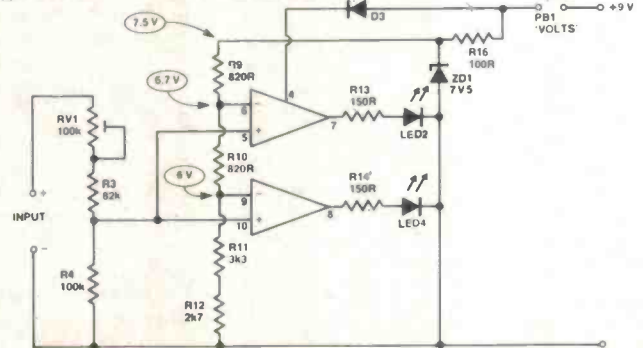 7.5 V
D3
PB1
'VOLTS'
+9 V
R16
100R
R9
820R
ZD1
7V5
6.7 V
4
R13
150R
RV1
100k
6
−
5
+
7
LED2
R10
820R
R3
82k
6 V
R14
150R
+
INPUT
−
9
−
10
+
8
LED4
R11
3k3
R4
100k
R12
2k7